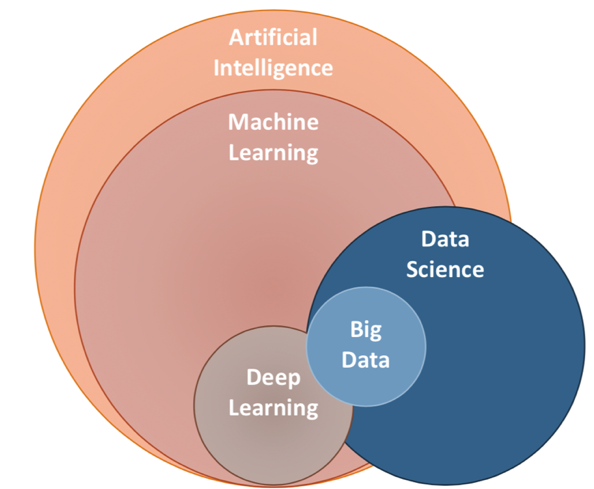 Artificial
Intelligence
Machine
Learning
Data
Science
Big
Data
Deep
Learning